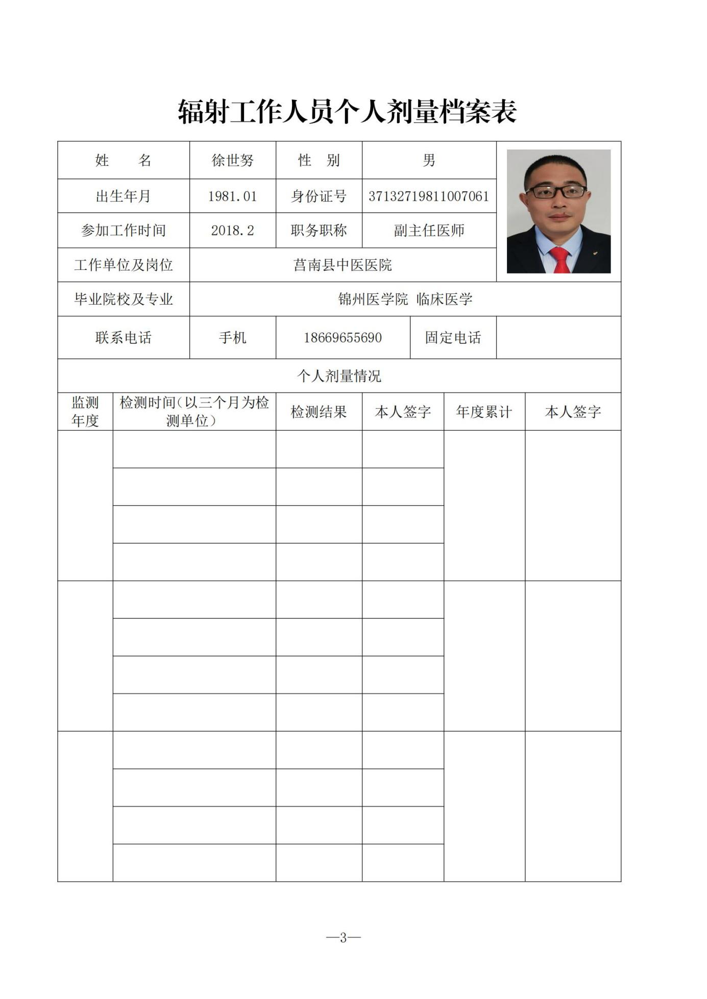 辐射工作人员个人剂量档案表
姓 名 徐世努 性 别 男
出生年月 1981.01 身份证号 37132719811007061
参加工作时间 2018.2 职务职称 副主任医师
工作单位及岗位 莒南县中医医院
毕业院校及专业 锦州医学院 临床医学
联系电话 手机 18669655690 固定电话
个人剂量情况
监测年度 检测时间（以三个月为检测单位） 检测结果 本人签字 年度累计 本人签字
—3—